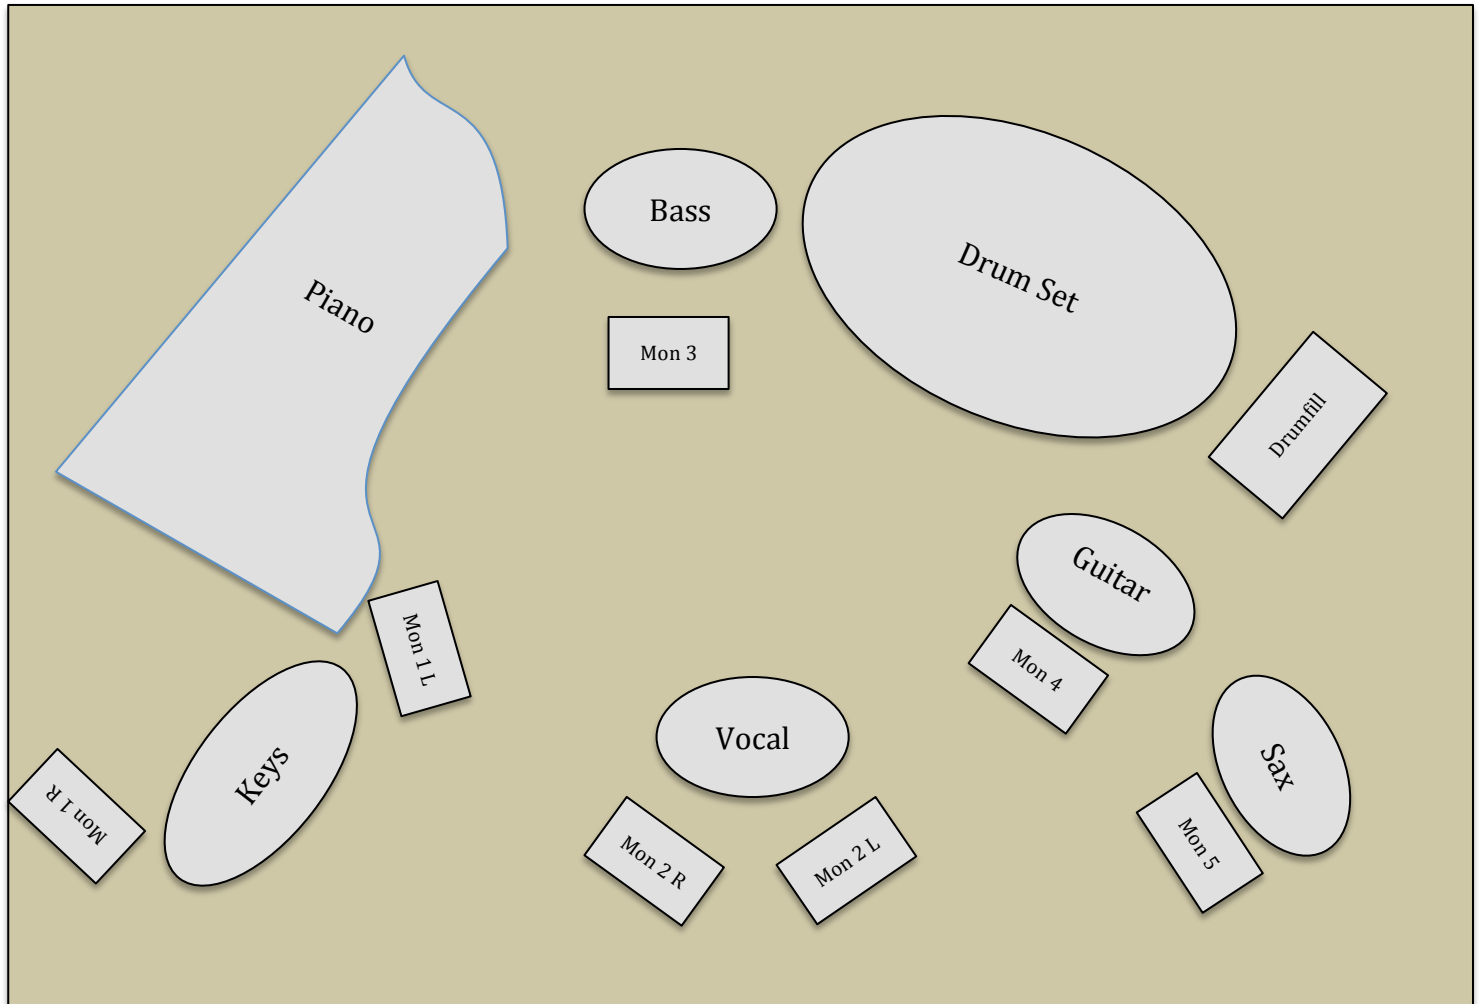 Bass
Drum Set
Piano
Mon 3
Drumfill
Guitar
Mon 1 L
Mon 4
Vocal
Keys
Sax
Mon 1 R
Mon 2 R
Mon 2 L
Mon 5